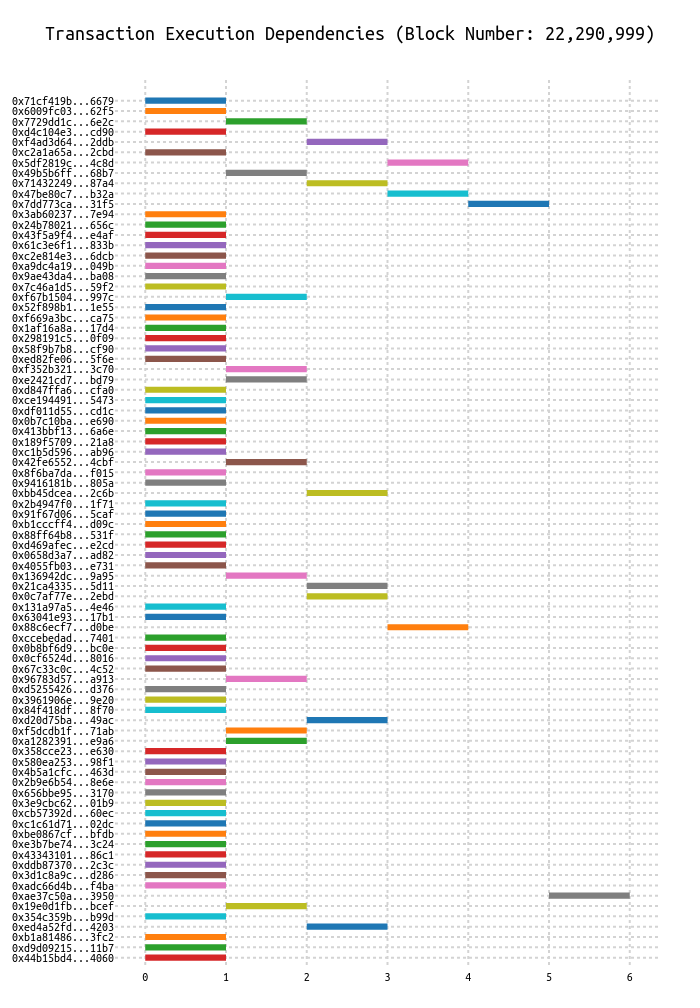 Transaction Execution Dependencies (Block Number: 22,290,999)
0x71cf419b...6679
0x6009fc03...62f5
0x7729dd1c...6e2c
0xd4c104e3...cd90
0xf4ad3d64...2ddb
0xc2a1a65a...2cbd
0x5df2819c...4c8d
0x49b5b6ff...68b7
0x71432249...87a4
0x47be80c7...b32a
0x7dd773ca...31f5
0x3ab60237...7e94
0x24b78021...656c
0x43f5a9f4...e4af
0x61c3e6f1...833b
0xc2e814e3...6dcb
0xa9dc4a19...049b
0x9ae43da4...ba08
0x7c46a1d5...59f2
0xf67b1504...997c
0x52f898b1...1e55
0xf669a3bc...ca75
0x1af16a8a...17d4
0x298191c5...0f09
0x58f9b7b8...cf90
0xed82fe06...5f6e
0xf352b321...3c70
0xe2421cd7...bd79
0xd847ffa6...cfa0
0xce194491...5473
0xdf011d55...cd1c
0x0b7c10ba...e690
0x413bbf13...6a6e
0x189f5709...21a8
0xc1b5d596...ab96
0x42fe6552...4cbf
0x8f6ba7da...f015
0x9416181b...805a
0xbb45dcea...2c6b
0x2b4947f0...1f71
0x91f67d06...5caf
0xb1cccff4...d09c
0x88ff64b8...531f
0xd469afec...e2cd
0x0658d3a7...ad82
0x4055fb03...e731
0x136942dc...9a95
0x21ca4335...5d11
0x0c7af77e...2ebd
0x131a97a5...4e46
0x63041e93...17b1
0x88c6ecf7...d0be
0xccebedad...7401
0x0b8bf6d9...bc0e
0x0cf6524d...8016
0x67c33c0c...4c52
0x96783d57...a913
0xd5255426...d376
0x3961906e...9e20
0x84f418df...8f70
0xd20d75ba...49ac
0xf5dcdb1f...71ab
0xa1282391...e9a6
0x358cce23...e630
0x580ea253...98f1
0x4b5a1cfc...463d
0x2b9e6b54...8e6e
0x656bbe95...3170
0x3e9cbc62...01b9
0xcb57392d...60ec
0xc1c61d71...02dc
0xbe0867cf...bfdb
0xe3b7be74...3c24
0x43343101...86c1
0xddb87370...2c3c
0x3d1c8a9c...d286
0xadc66d4b...f4ba
0xae37c50a...3950
0x19e0d1fb...bcef
0x354c359b...b99d
0xed4a52fd...4203
0xb1a81486...3fc2
0xd9d09215...11b7
0x44b15bd4...4060
0 1 2 3 4 5 6